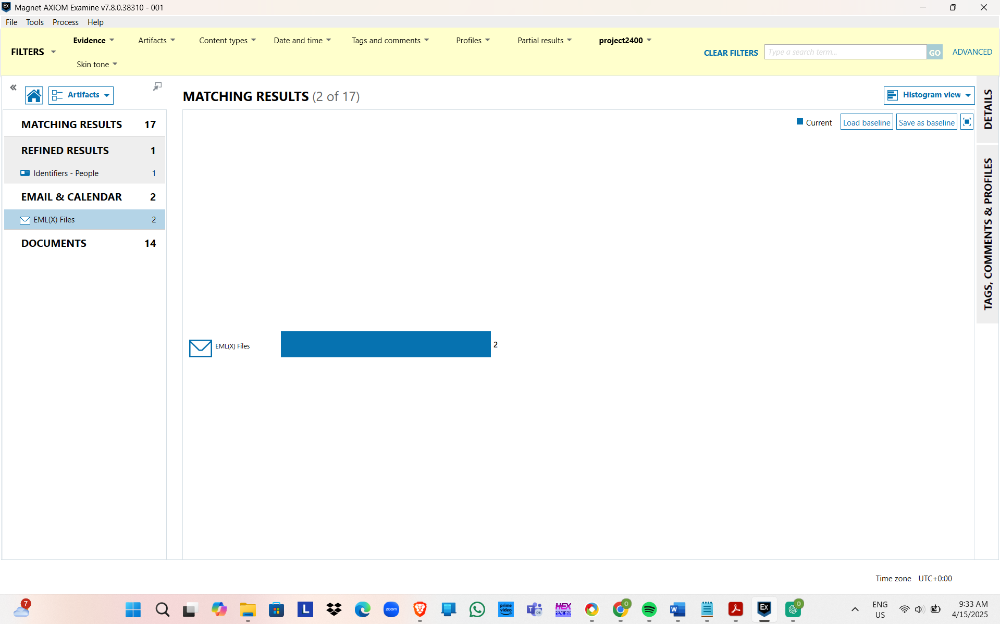 Magnet AXIOM Examine v7.8.0.38310 - 001
File Tools Process Help
FILTERS
Evidence Artifacts Content types Date and time Tags and comments Profiles Partial results project2400
Skin tone
CLEAR FILTERS Type a search term... GO ADVANCED
Artifacts
MATCHING RESULTS (2 of 17)
Histogram view
MATCHING RESULTS 17
REFINED RESULTS 1
Identifiers - People 1
EMAIL & CALENDAR 2
EML(X) Files 2
DOCUMENTS 14
Current Load baseline Save as baseline
EML(X) Files 2
DETAILS
TAGS, COMMENTS & PROFILES
Time zone UTC+0:00
7
L
zoom
prime video
T
HEX
0
W
Ex
0
ENG
US
9:33 AM
4/15/2025